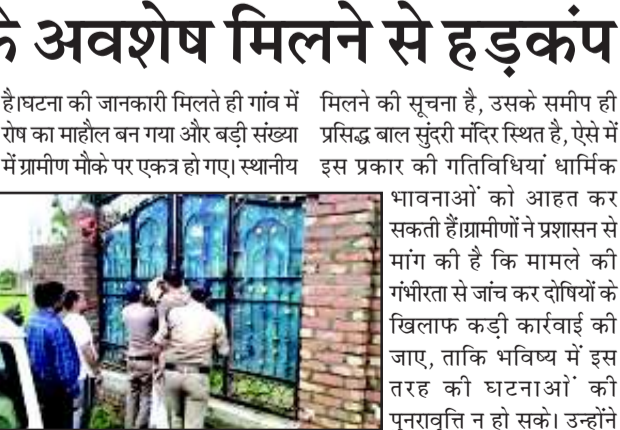 के अवशेष मिलने से हड़कंप
है।घटना की जानकारी मिलते ही गांव में
रोष का माहौल बन गया और बड़ी संख्या
में ग्रामीण मौके पर एकत्र हो गए। स्थानीय
मिलने की सूचना है, उसके समीप ही
प्रसिद्ध बाल सुंदरी मंदिर स्थित है, ऐसे में
इस प्रकार की गतिविधियां धार्मिक
भावनाओं को आहत कर
सकती हैं।ग्रामीणों ने प्रशासन से
मांग की है कि मामले की
गंभीरता से जांच कर दोषियों के
खिलाफ कड़ी कार्रवाई की
जाए, ताकि भविष्य में इस
तरह की घटनाओं की
पुनरावृत्ति न हो सके। उन्होंने